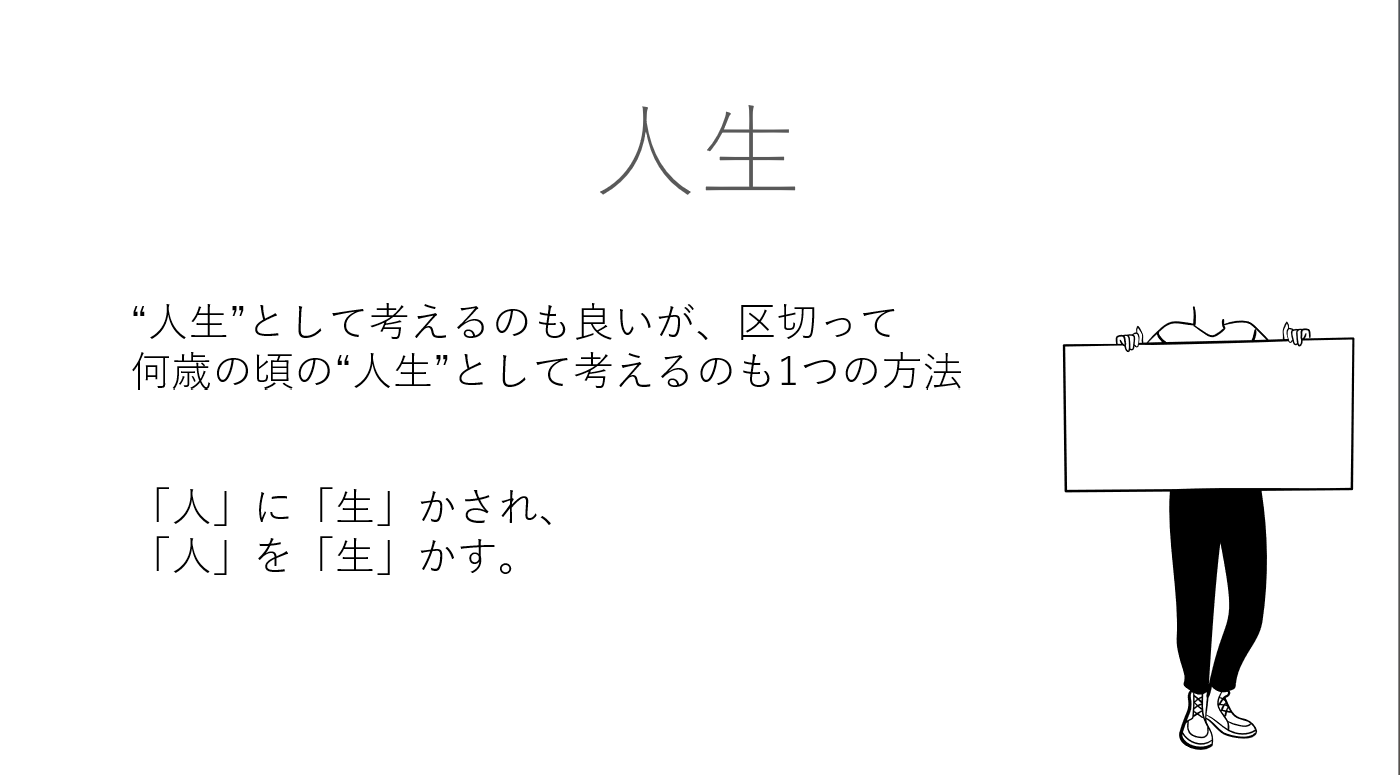 人生
“人生”として考えるのも良いが、区切って
何歳の頃の“人生”として考えるのも1つの方法
「人」に「生」かされ、
「人」を「生」かす。